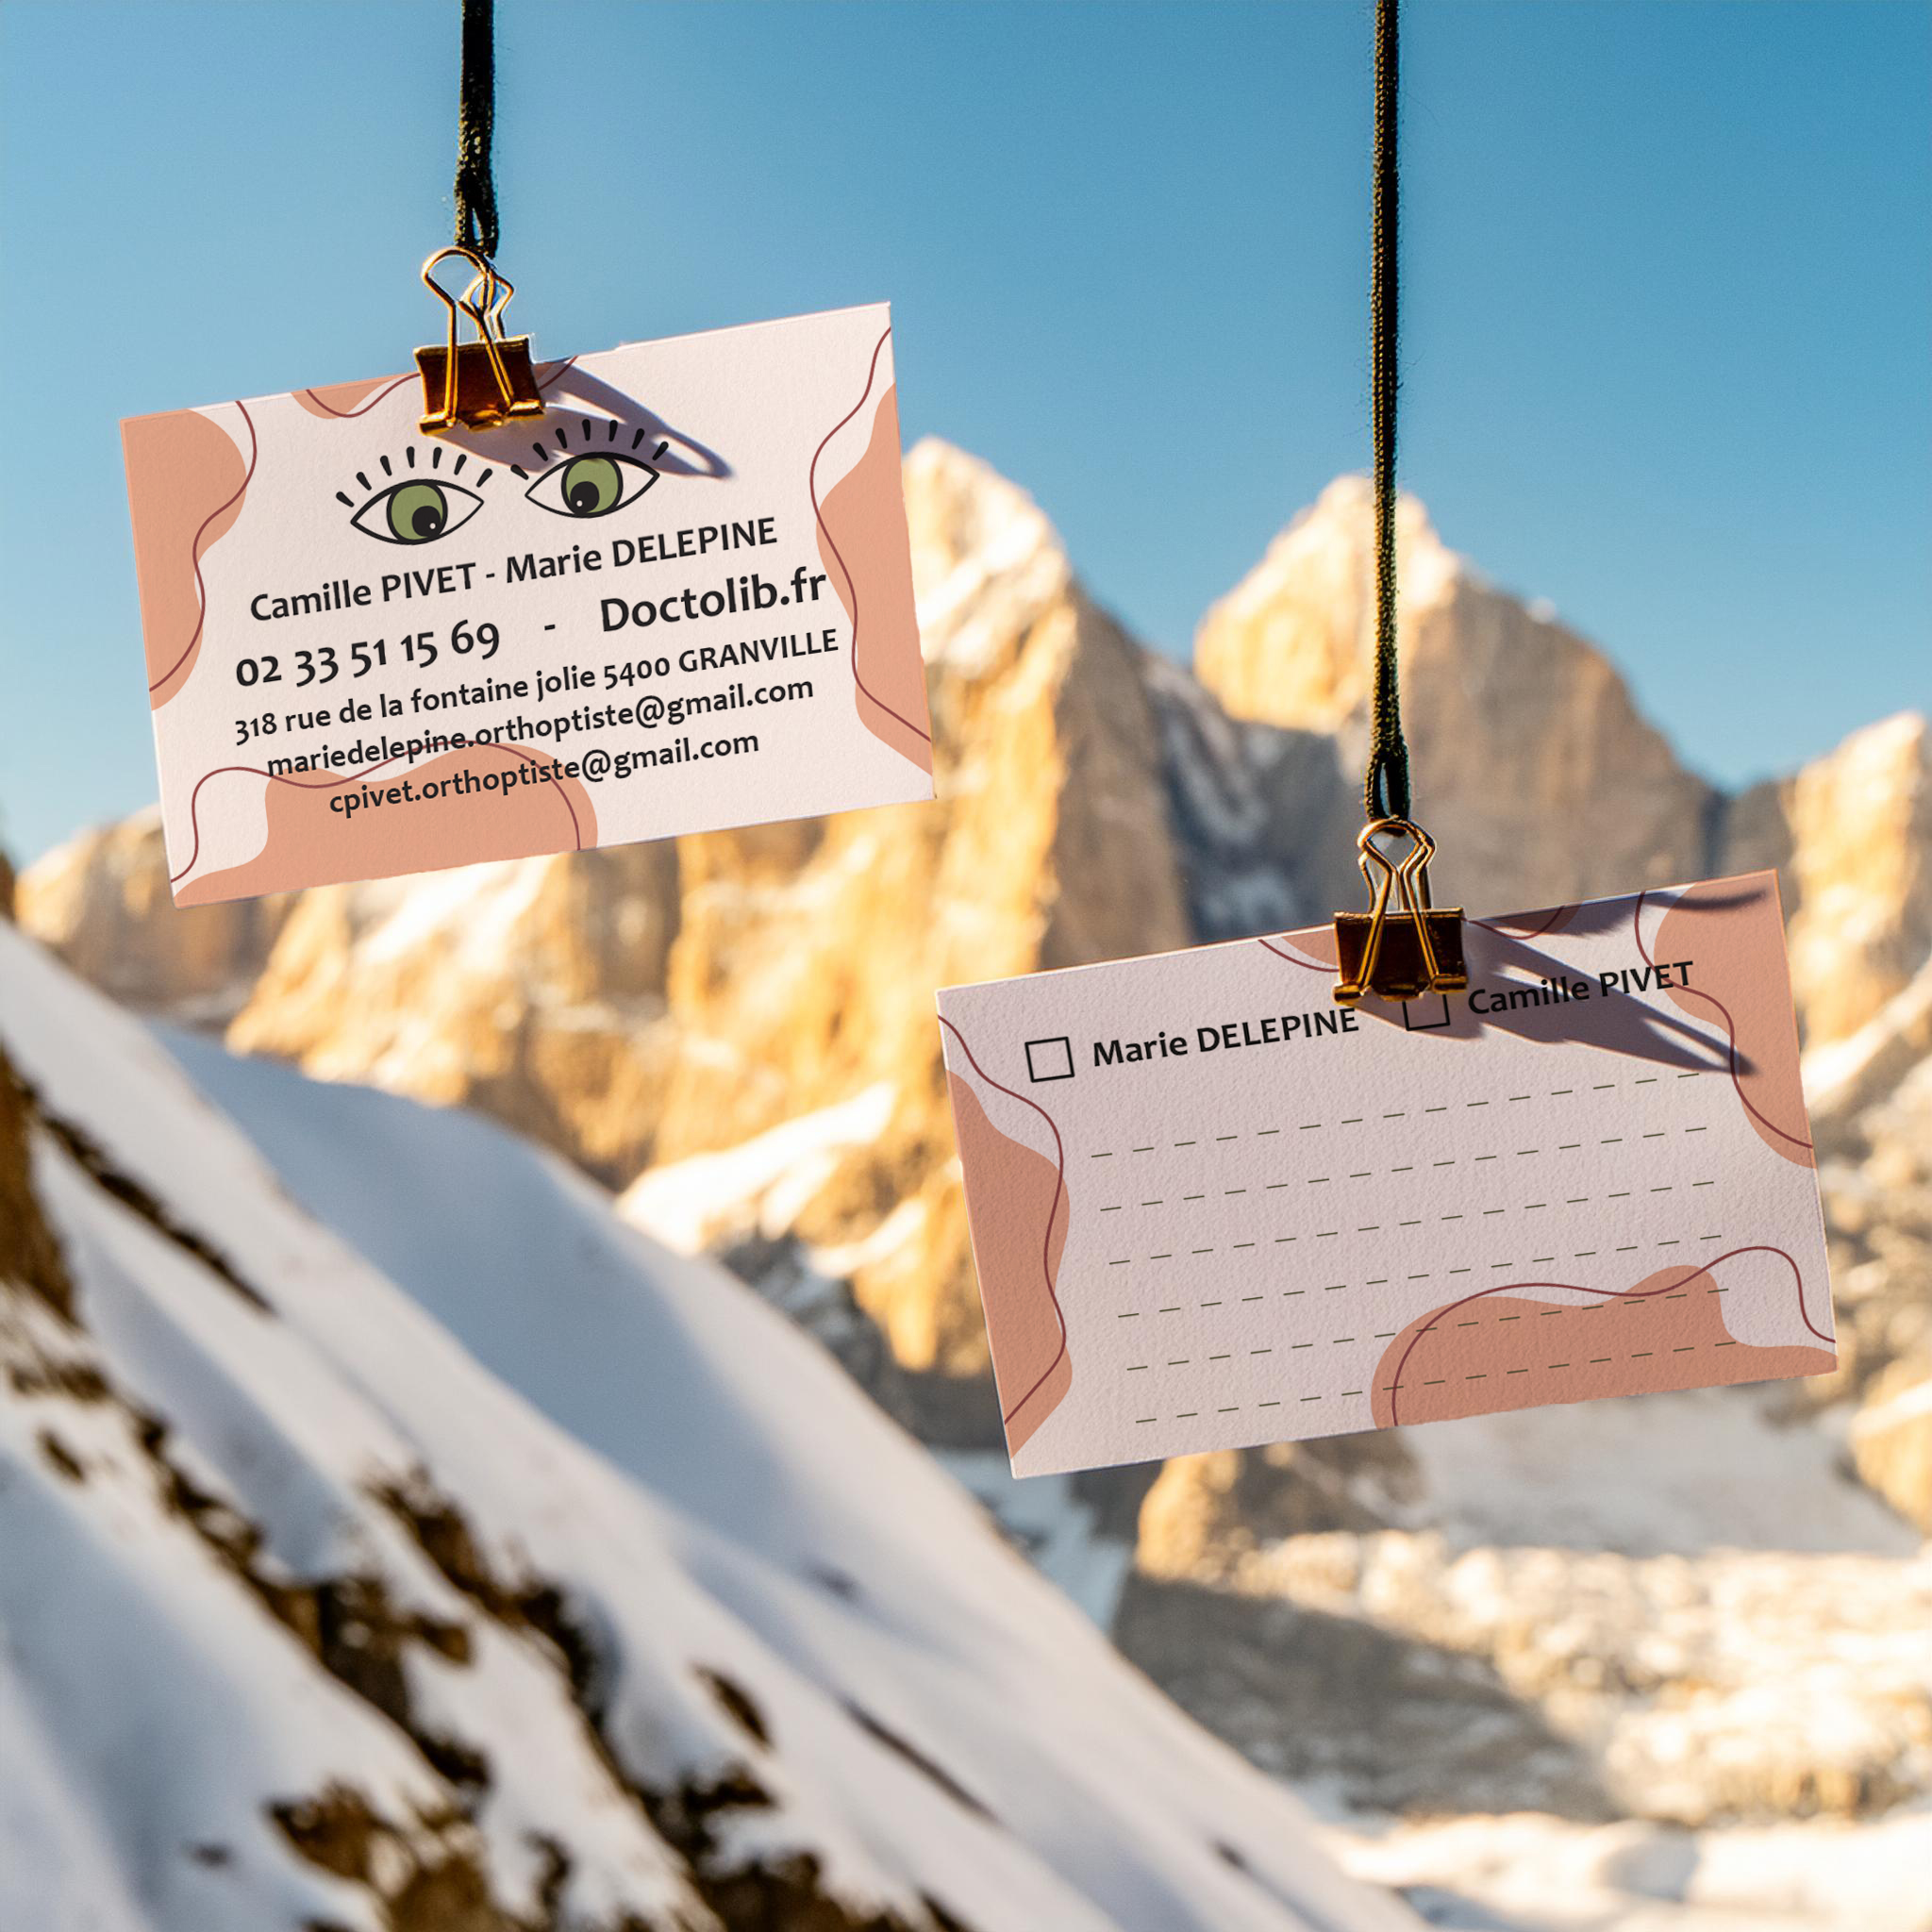 Camille PIVET - Marie DELEPINE
02 33 51 15 69 - Doctolib.fr
318 rue de la fontaine jolie 5400 GRANVILLE
mariedelepine.orthoptiste@gmail.com
cpivet.orthoptiste@gmail.com
Marie DELEPINE Camille PIVET